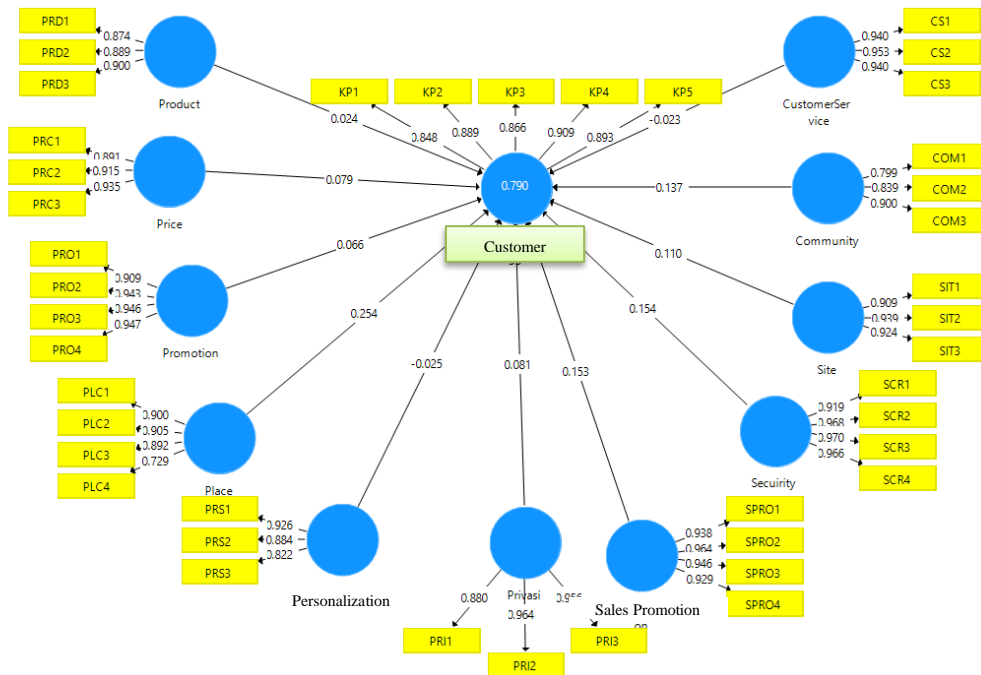 PRD1
PRD2
PRD3
0.874
0.889
0.900
Product
0.024
KP1
KP2
KP3
KP4
KP5
0.848
0.889
0.866
0.909
0.893
-0.023
CS1
CS2
CS3
0.940
0.953
0.940
CustomerSer
vice
PRC1
PRC2
PRC3
0.891
0.915
0.935
Price
0.079
0.790
0.137
COM1
COM2
COM3
0.799
0.839
0.900
Community
Customer
PRO1
PRO2
PRO3
PRO4
0.909
0.943
0.946
0.947
Promotion
0.066
0.110
SIT1
SIT2
SIT3
0.909
0.939
0.924
Site
0.254
-0.025
0.081
0.153
0.154
PLC1
PLC2
PLC3
PLC4
0.900
0.905
0.892
0.729
Place
SCR1
SCR2
SCR3
SCR4
0.919
0.968
0.970
0.966
Secuirity
PRS1
PRS2
PRS3
0.926
0.884
0.822
Personalization
Privasi
0.880
0.964
PRI1
PRI2
PRI3
SPRO1
SPRO2
SPRO3
SPRO4
0.938
0.964
0.946
0.929
Sales Promotion
on